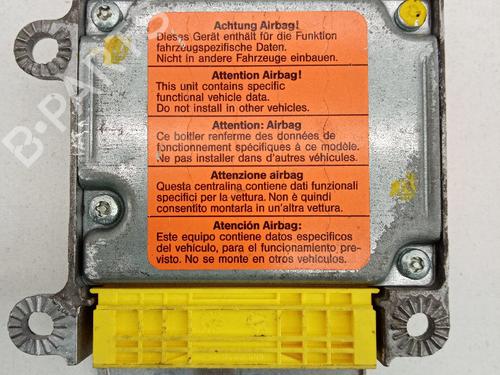 Achtung Airbag!
Dieses Gerät enthält für die Funktion
fahrzeugspezifische Daten.
Nicht in andere Fahrzeuge einbauen.
Attention Airbag!
This unit contains specific
functional vehicle data.
Do not install in other vehicles.
Attention: Airbag
Ce boitier renferme des données de
fonctionnement spécifiques à ce modèle.
Ne pas installer dans d'autres véhicules.
Attenzione airbag
Questa centralina contiene dati funzionali
specifici per la vettura. Non è quindi
consentito montarla in un'altra vettura.
Atención Airbag:
Este equipo contiene datos especificos
del vehículo, para el funcionamiento pre-
visto. No se monte en otros vehículos.
B-PARTS